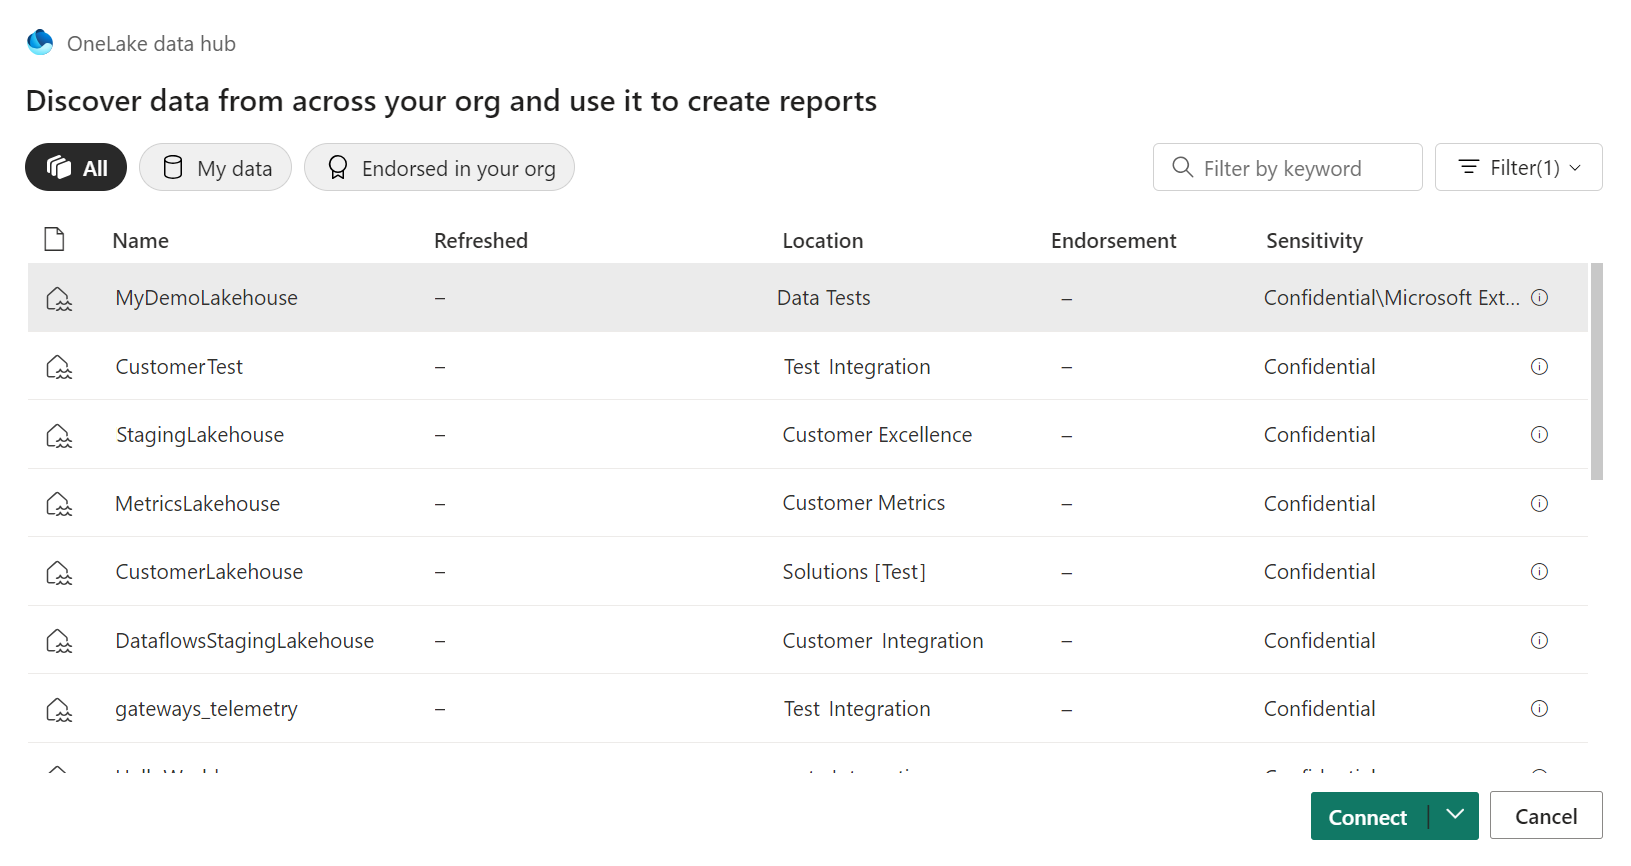 OneLake data hub
Discover data from across your org and use it to create reports
All My data Endorsed in your org Filter by keyword Filter(1)
Name Refreshed Location Endorsement Sensitivity
MyDemoLakehouse – Data Tests – Confidential\Microsoft Ext...
CustomerTest – Test Integration – Confidential
StagingLakehouse – Customer Excellence – Confidential
MetricsLakehouse – Customer Metrics – Confidential
CustomerLakehouse – Solutions [Test] – Confidential
DataflowsStagingLakehouse – Customer Integration – Confidential
gateways_telemetry – Test Integration – Confidential
Confidential
Connect Cancel